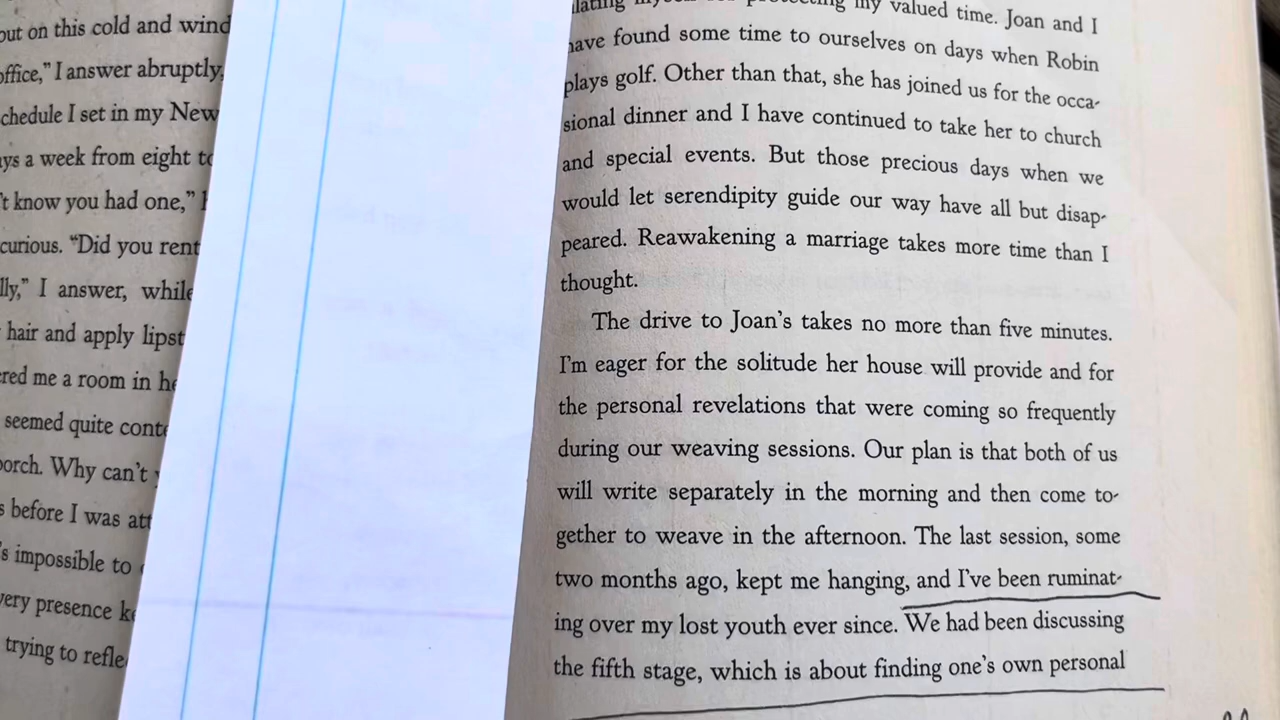 out on this cold and wind
office,” I answer abruptly.
schedule I set in my New
a week from eight to
know you had one,”
curious. “Did you rent
I answer, while
hair and apply
me a room in
seemed quite
porch. Why can’t
before I was
impossible to
very presence
trying to
my valued time. Joan and I
have found some time to ourselves on days when Robin
plays golf. Other than that, she has joined us for the occa-
sional dinner and I have continued to take her to church
and special events. But those precious days when we
would let serendipity guide our way have all but disap-
peared. Reawakening a marriage takes more time than I
thought.
The drive to Joan’s takes no more than five minutes.
I’m eager for the solitude her house will provide and for
the personal revelations that were coming so frequently
during our weaving sessions. Our plan is that both of us
will write separately in the morning and then come to-
gether to weave in the afternoon. The last session, some
two months ago, kept me hanging, and I’ve been ruminat-
ing over my lost youth ever since. We had been discussing
the fifth stage, which is about finding one’s own personal